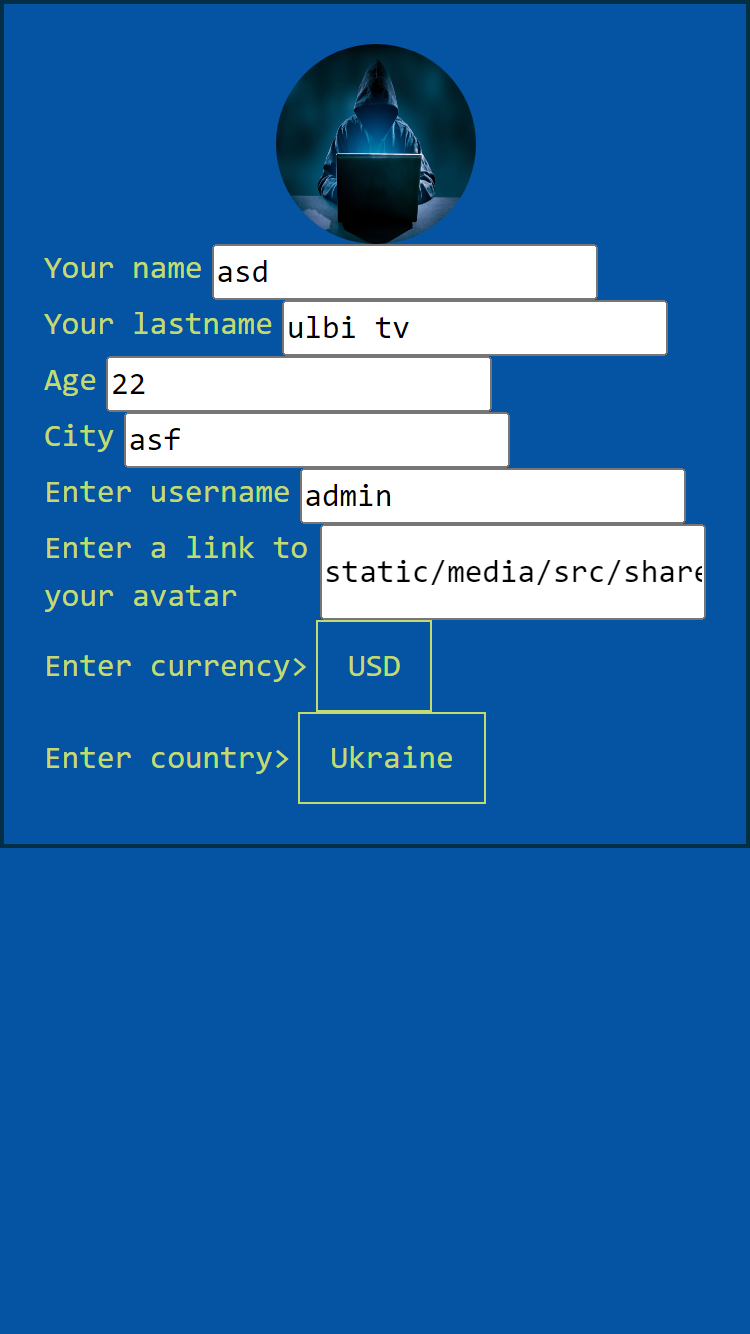 Your name asd
Your lastname ulbi tv
Age 22
City asf
Enter username admin
Enter a link to
your avatar
static/media/src/share
Enter currency> USD
Enter country> Ukraine